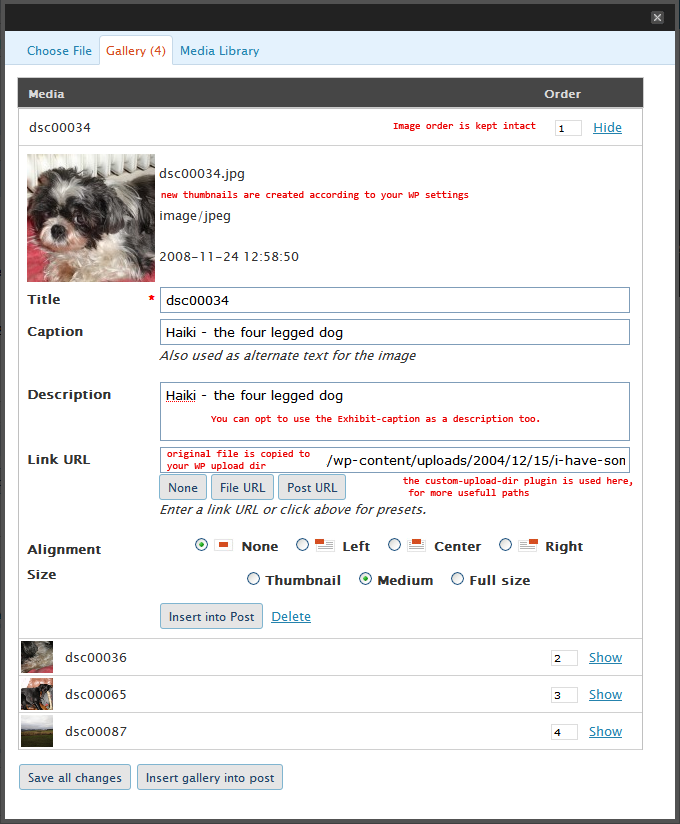 Choose File Gallery (4) Media Library
Media Order
dsc00034 Image order is kept intact 1 Hide
dsc00034.jpg
new thumbnails are created according to your WP settings
image/jpeg
2008-11-24 12:58:50
Title * dsc00034
Caption Haiki - the four legged dog
Also used as alternate text for the image
Description Haiki - the four legged dog
You can opt to use the Exhibit-caption as a description too.
Link URL original file is copied to
your WP upload dir /wp-content/uploads/2004/12/15/i-have-som
None File URL Post URL the custom-upload-dir plugin is used here,
for more usefull paths
Enter a link URL or click above for presets.
Alignment None Left Center Right
Size Thumbnail Medium Full size
Insert into Post Delete
dsc00036 2 Show
dsc00065 3 Show
dsc00087 4 Show
Save all changes Insert gallery into post